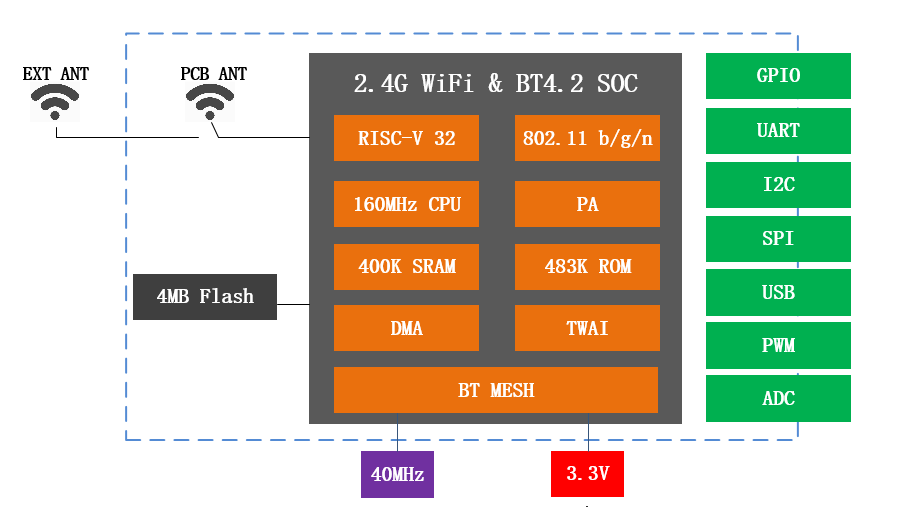 EXT ANT
PCB ANT
2.4G WiFi & BT4.2 SOC
RISC-V 32
802.11 b/g/n
160MHz CPU
PA
400K SRAM
483K ROM
DMA
TWAI
BT MESH
4MB Flash
GPIO
UART
I2C
SPI
USB
PWM
ADC
40MHz
3.3V